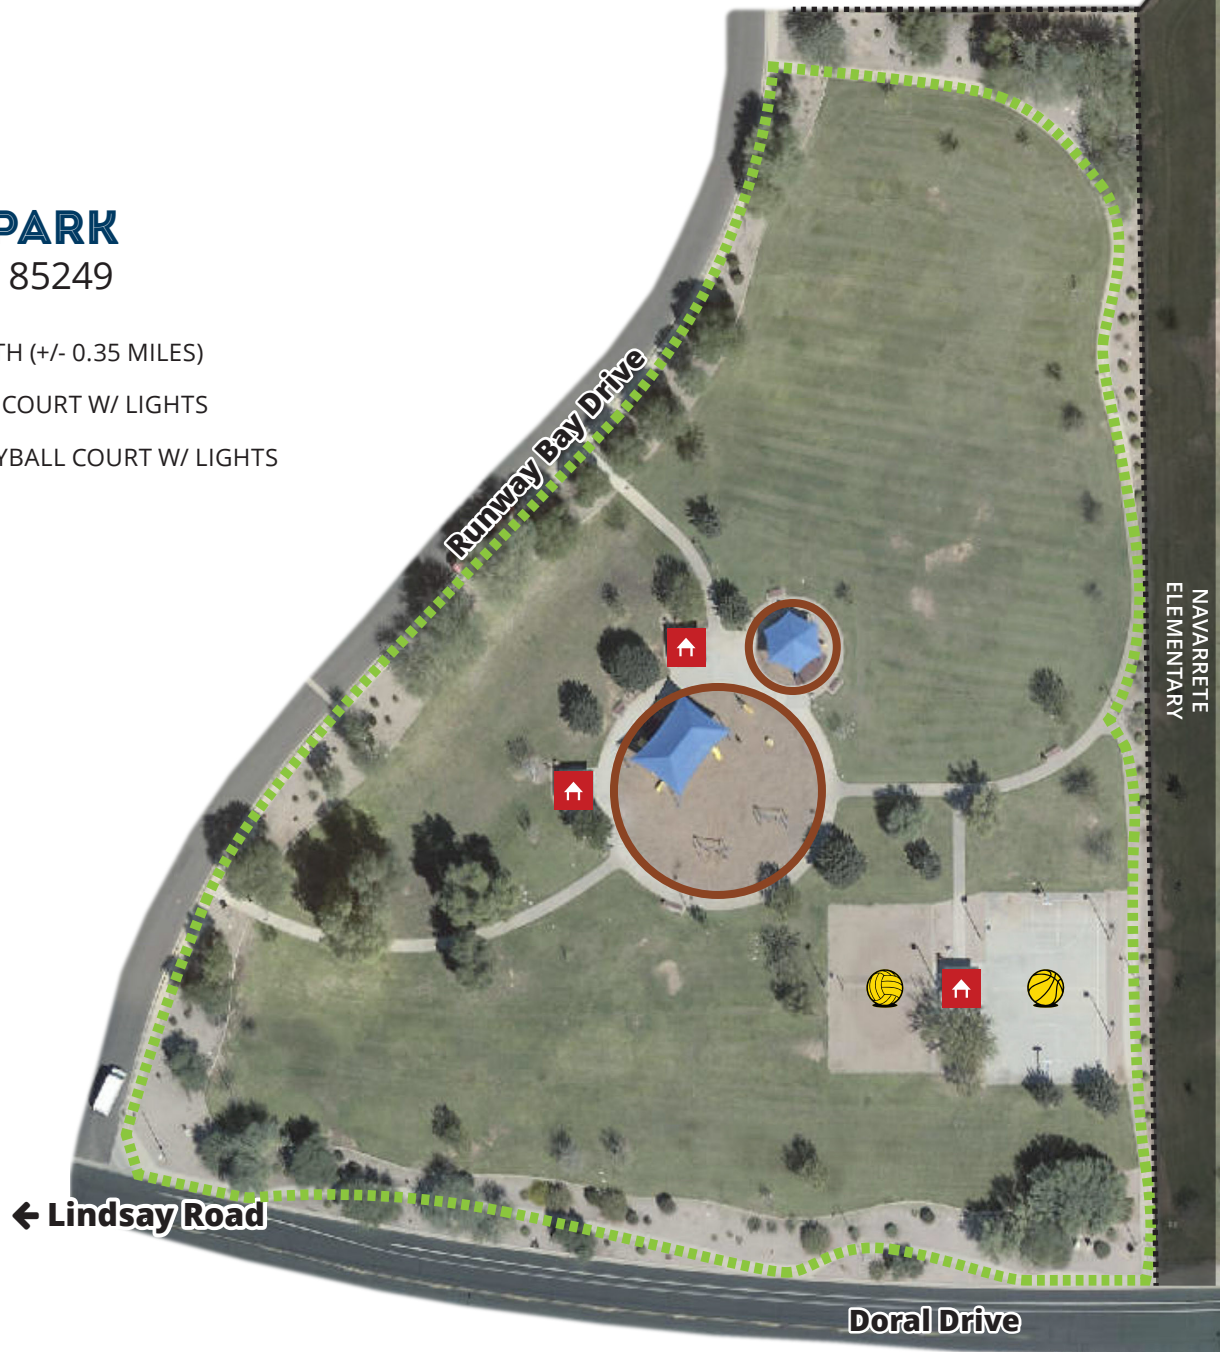 PARK
85249
TH (+/- 0.35 MILES)
COURT W/ LIGHTS
YBALL COURT W/ LIGHTS
Runway Bay Drive
NAVARRETE
ELEMENTARY
← Lindsay Road
Doral Drive